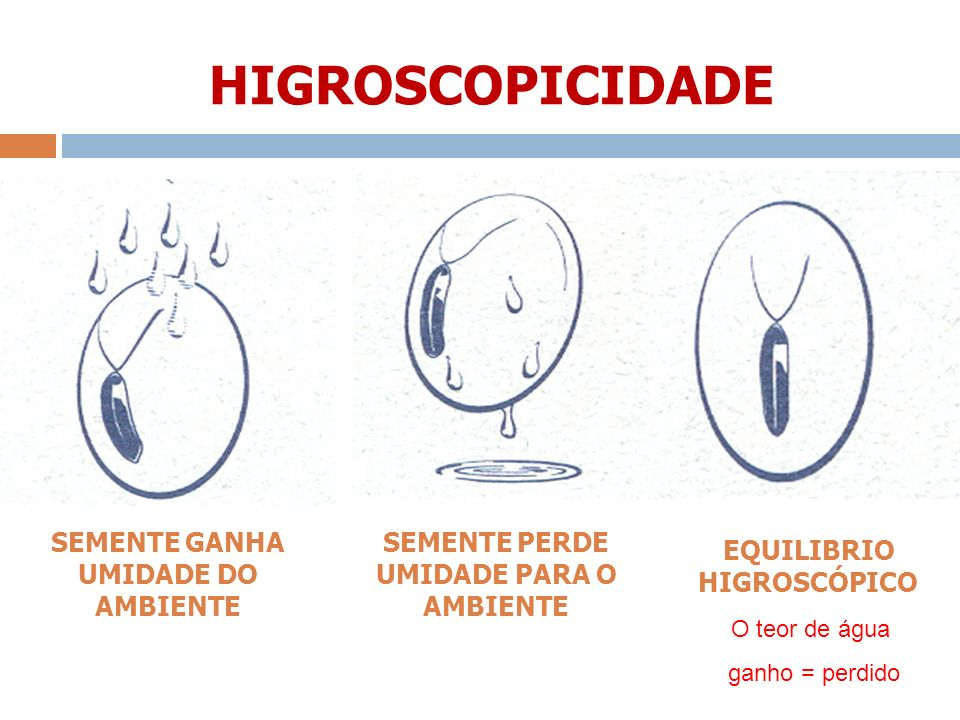 HIGROSCOPICIDADE
SEMENTE GANHA
UMIDADE DO
AMBIENTE
SEMENTE PERDE
UMIDADE PARA O
AMBIENTE
EQUILIBRIO
HIGROSCÓPICO
O teor de água
ganho = perdido